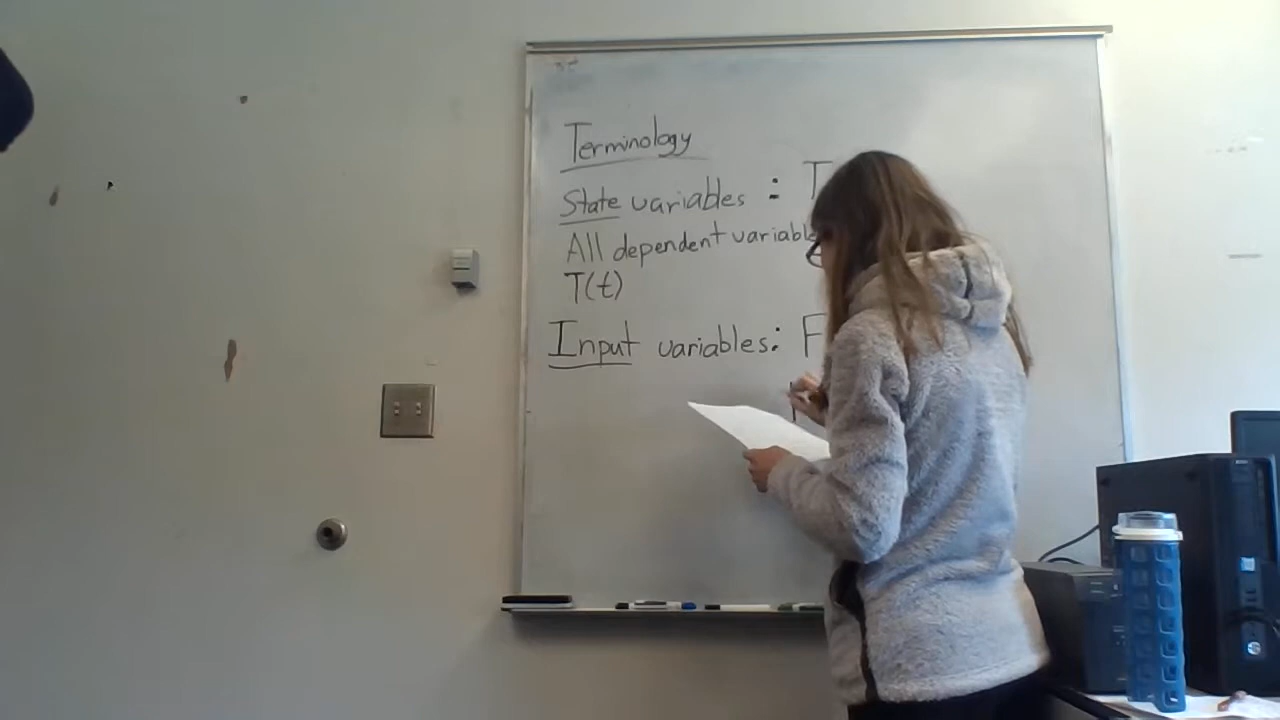 Terminology
State variables : T
All dependent variable
T(t)
Input variables: F